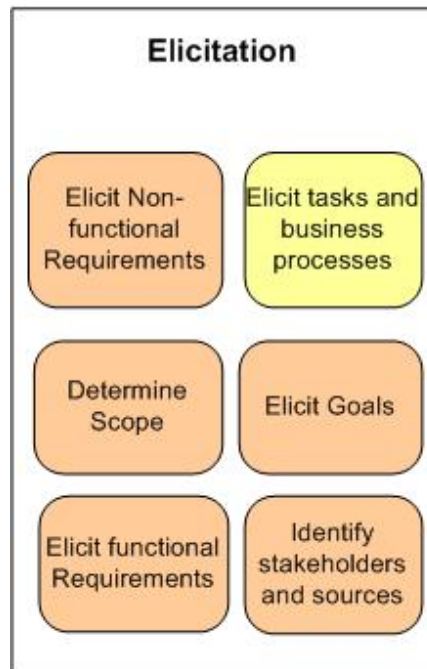 Elicitation
Elicit Non-
functional
Requirements
Elicit tasks and
business
processes
Determine
Scope
Elicit Goals
Elicit functional
Requirements
Identify
stakeholders
and sources